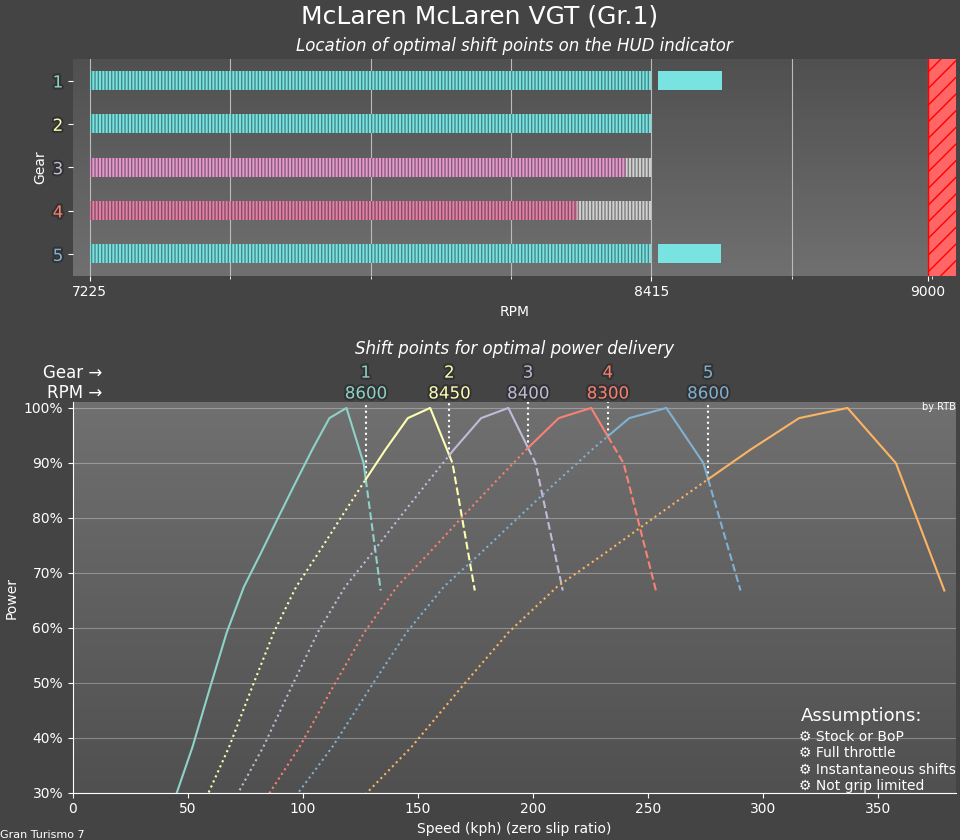 McLaren McLaren VGT (Gr.1)
Location of optimal shift points on the HUD indicator
1
2
3
4
5
Gear
7225 8415 9000
RPM
Shift points for optimal power delivery
Gear → 1 2 3 4 5
RPM → 8600 8450 8400 8300 8600
by RTB
100%
90%
80%
70%
60%
50%
40%
30%
Power
Assumptions:
⚙ Stock or BoP
⚙ Full throttle
⚙ Instantaneous shifts
⚙ Not grip limited
0 50 100 150 200 250 300 350
Speed (kph) (zero slip ratio)
Gran Turismo 7